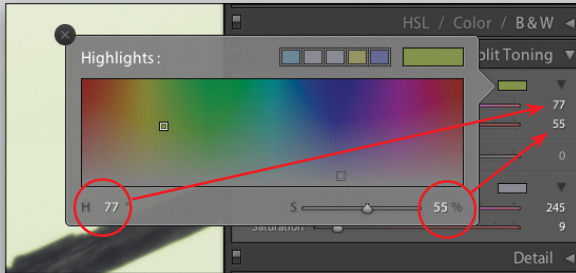 HSL / Color / B&W
Highlights :
plit Toning
77
55
0
H 77 °
S 55 %
245
Saturation 9
Detail